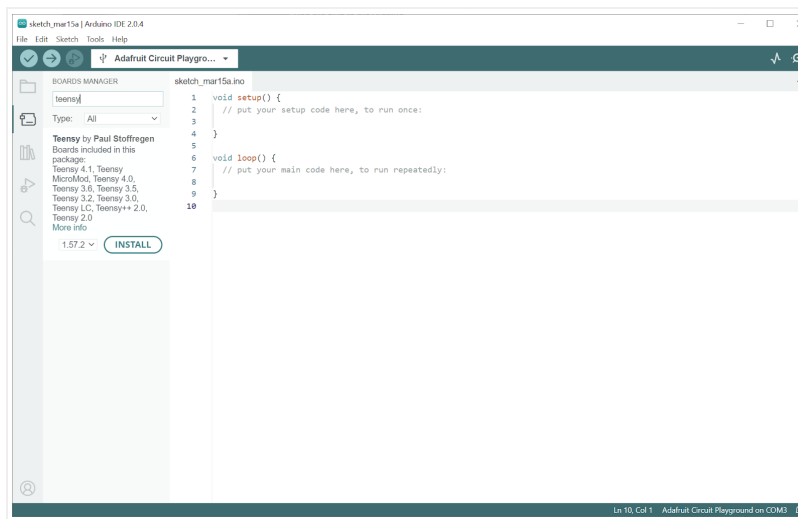 sketch_mar15a | Arduino IDE 2.0.4
File Edit Sketch Tools Help
Adafruit Circuit Playgro...
BOARDS MANAGER
teensy
Type: All
Teensy by Paul Stoffregen
Boards included in this
package:
Teensy 4.1, Teensy
MicroMod, Teensy 4.0,
Teensy 3.6, Teensy 3.5,
Teensy 3.2, Teensy 3.0,
Teensy LC, Teensy++ 2.0,
Teensy 2.0
More info
1.57.2 INSTALL
sketch_mar15a.ino
1 void setup() {
2 // put your setup code here, to run once:
3
4 }
5
6 void loop() {
7 // put your main code here, to run repeatedly:
8
9 }
10
Ln 10, Col 1 Adafruit Circuit Playground on COM3